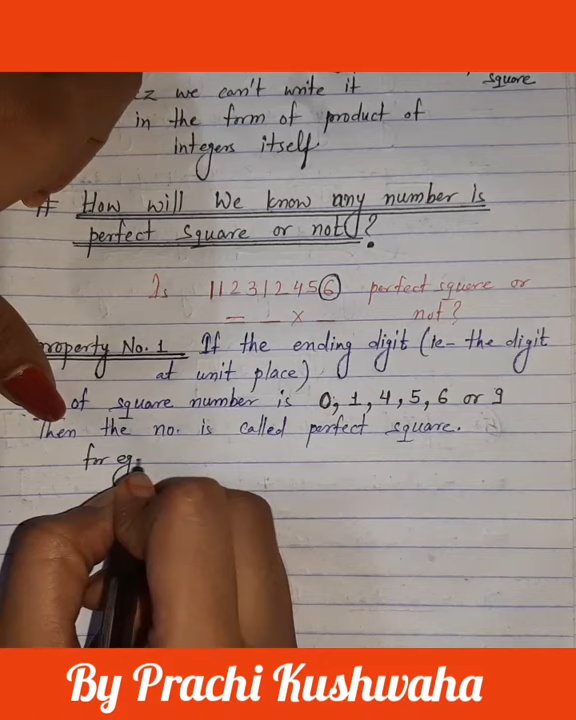 square
we can't write it
in the form of product of
integers itself.
# How will We know any number is
perfect square or not?
Is 112312456 perfect square or
not?
x
Property No. 1 If the ending digit (ie- the digit
at unit place)
of square number is 0, 1, 4, 5, 6 or 9
Then the no. is called perfect square.
for eg:
By Prachi Kushwaha